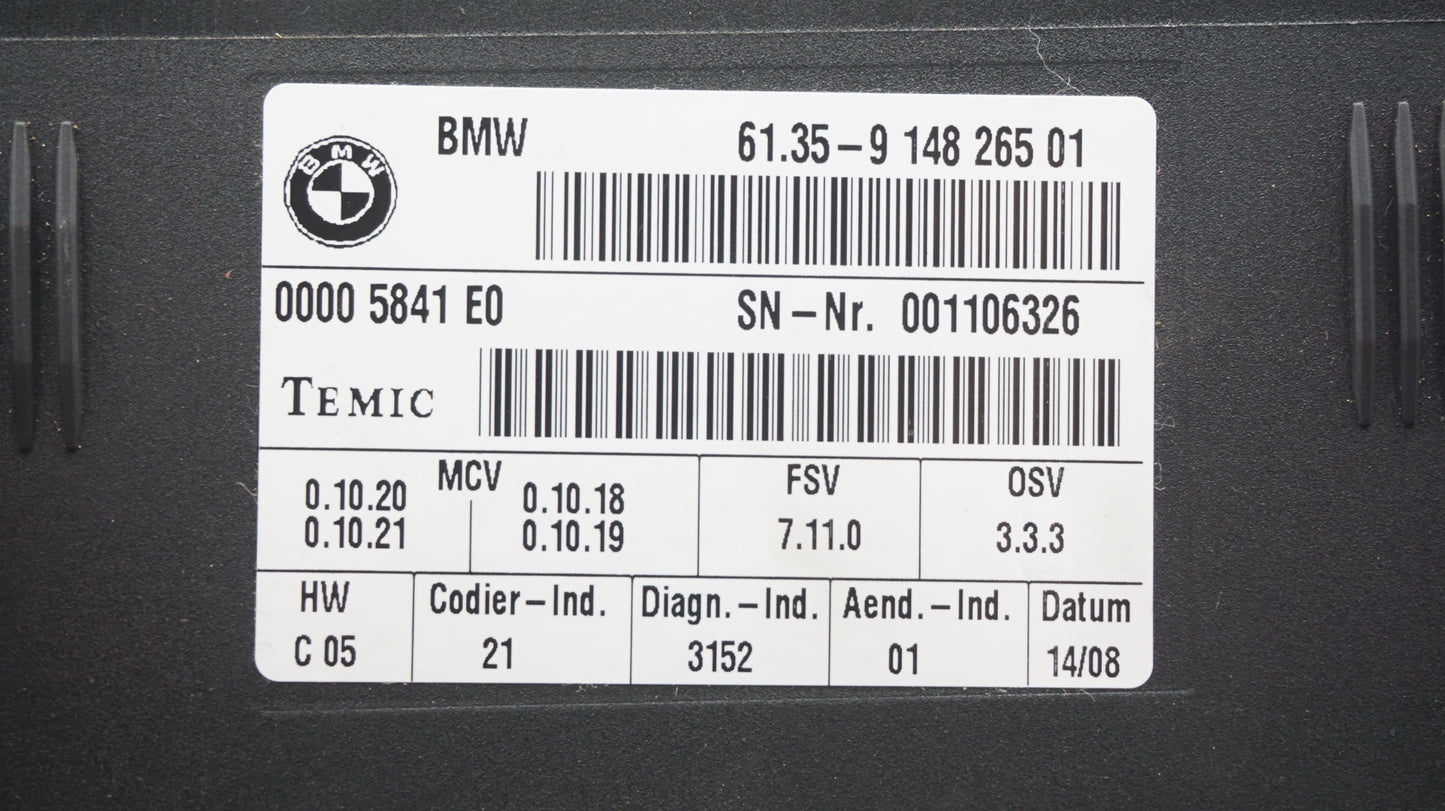 BMW 61.35-9 148 265 01
BMW
0000 5841 E0 SN-Nr. 001106326
TEMIC
MCV FSV OSV
0.10.20 0.10.18
0.10.21 0.10.19 7.11.0 3.3.3
HW Codier-Ind. Diagn.-Ind. Aend.-Ind. Datum
C 05 21 3152 01 14/08